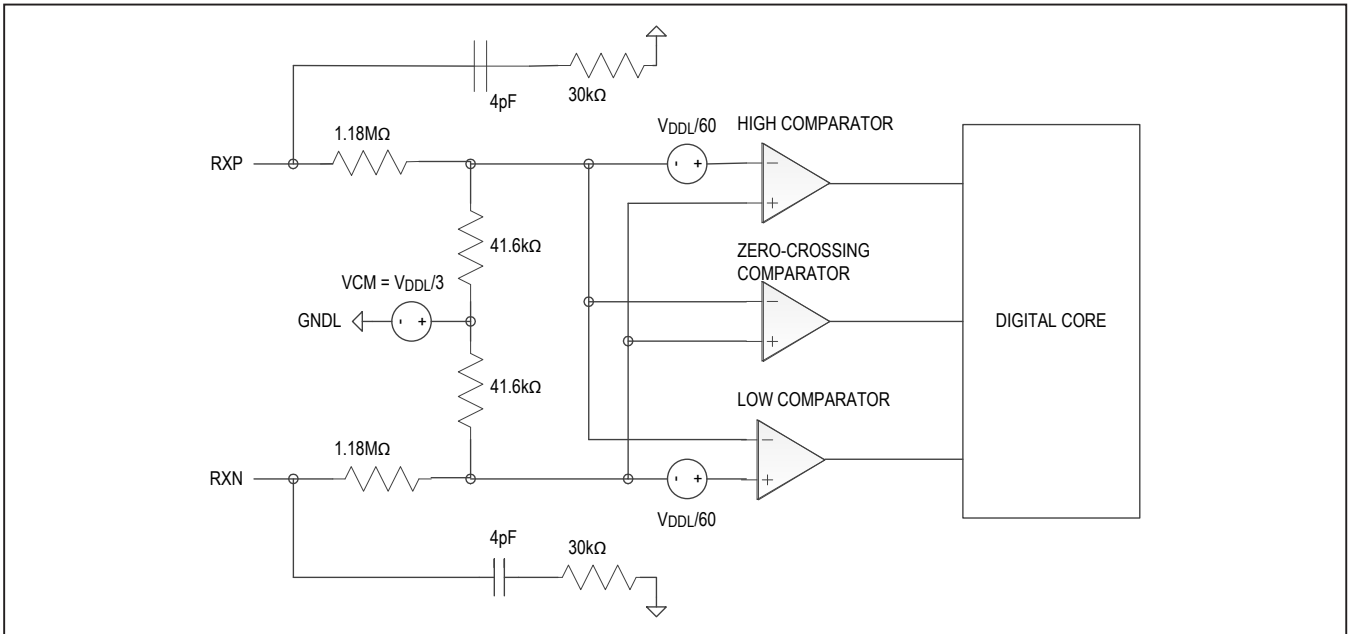 4pF
30kΩ
1.18MΩ
RXP
VDDL/60
HIGH COMPARATOR
−
+
41.6kΩ
ZERO-CROSSING
COMPARATOR
VCM = VDDL/3
GNDL
- +
−
+
DIGITAL CORE
41.6kΩ
LOW COMPARATOR
1.18MΩ
−
+
RXN
- +
VDDL/60
4pF
30kΩ
- +